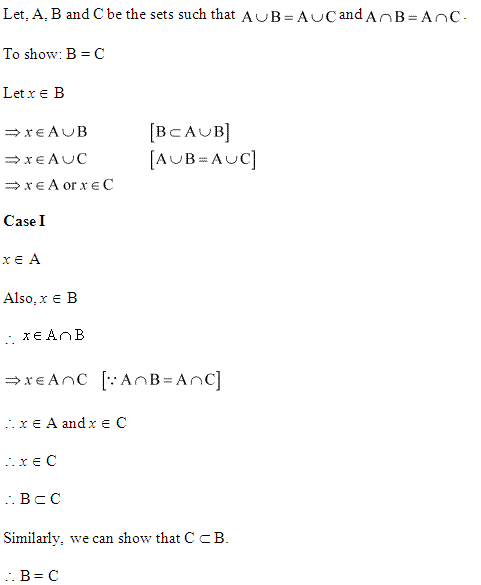 Let, A, B and C be the sets such that A∪B = A∪C and A∩B = A∩C.
To show: B = C
Let x ∈ B
⇒ x ∈ A∪B [B ⊂ A∪B]
⇒ x ∈ A∪C [A∪B = A∪C]
⇒ x ∈ A or x ∈ C
Case I
x ∈ A
Also, x ∈ B
∴ x ∈ A∩B
⇒ x ∈ A∩C [∵ A∩B = A∩C]
∴ x ∈ A and x ∈ C
∴ x ∈ C
∴ B ⊂ C
Similarly, we can show that C ⊂ B.
∴ B = C